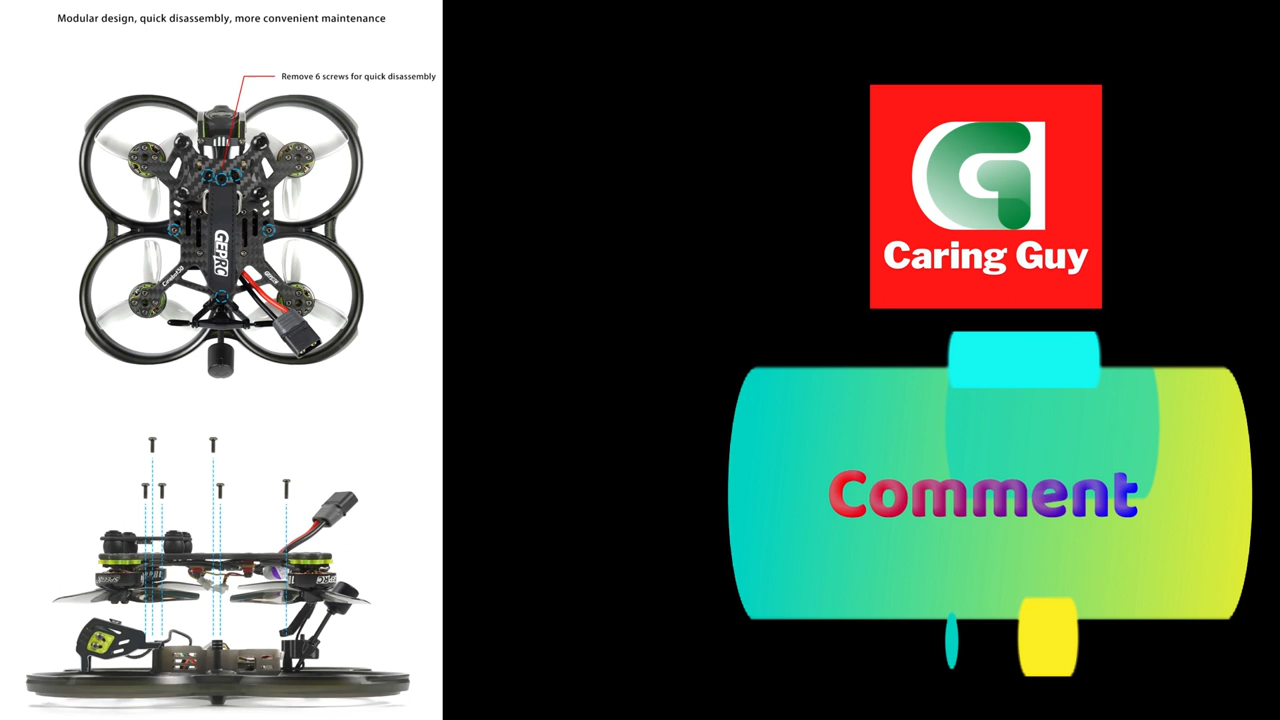 Modular design, quick disassembly, more convenient maintenance
Remove 6 screws for quick disassembly
GEPRC
Caring Guy
Comment